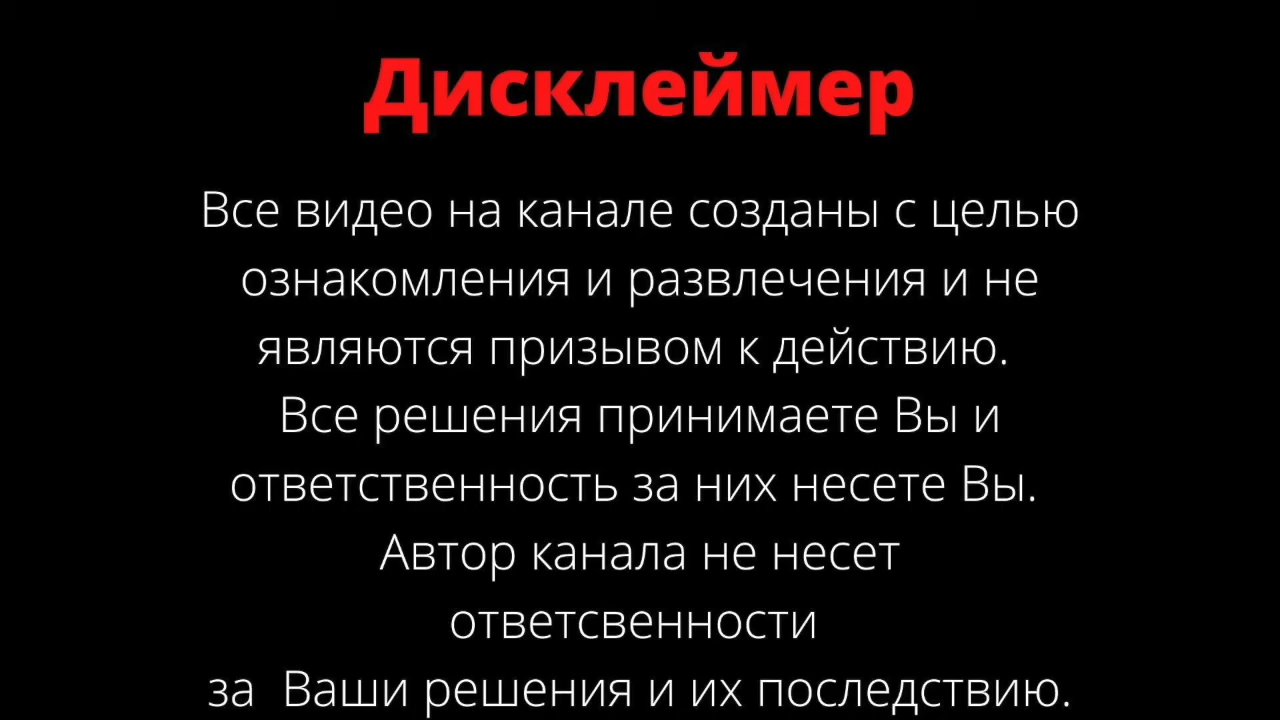 Дисклеймер
Все видео на канале созданы с целью
ознакомления и развлечения и не
являются призывом к действию.
Все решения принимаете Вы и
ответственность за них несете Вы.
Автор канала не несет
ответсвенности
за  Ваши решения и их последствию.